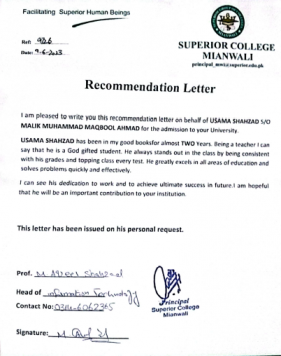 Facilitating Superior Human Beings
Ref: 926
Date: 9-6-2023
SUPERIOR COLLEGE
MIANWALI
principal_mwi@superior.edu.pk
Recommendation Letter
I am pleased to write you this recommendation letter on behalf of USAMA SHAHZAD S/O
MALIK MUHAMMAD MAQBOOL AHMAD for the admission to your University.
USAMA SHAHZAD has been in my good booksfor almost TWO Years. Being a teacher I can
say that he is a God gifted student. He always stands out in the class by being consistent
with his grades and topping class every test. He greatly excels in all areas of education and
solves problems quickly and effectively.
I can see his dedication to work and to achieve ultimate success in future.I am hopeful
that he will be an important contribution to your institution.
This letter has been issued on his personal request.
Prof. M Shahzad
Head of Information Technology
Contact No:
Signature:
Principal
Superior College
Mianwali